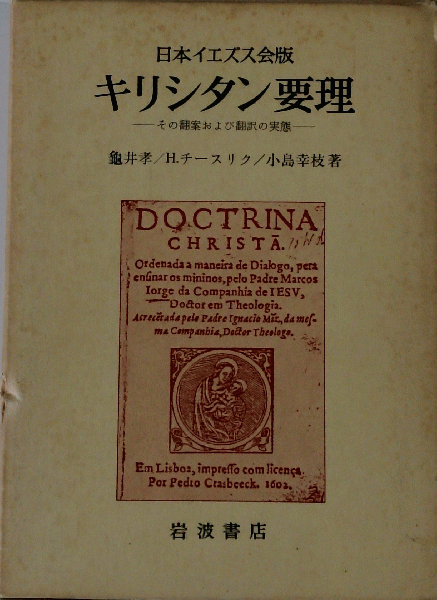 日本イエズス会版
キリシタン要理
―その翻案および翻訳の実態―
亀井孝/H.チースリク/小島幸枝著
DOCTRINA
CHRISTÃ.
Ordenada a maneira de Dialogo, pera
ensinar os mininos, pelo Padre Marcos
Iorge da Companhia de IESV,
Doctor em Theologia.
Acrecētada pelo Padre Ignacio Mīz, da mes-
ma Companhia, Doctor Theologo.
Em Lisboa, impresso com licença.
Por Pedro Crasbeeck. 1602.
岩波書店